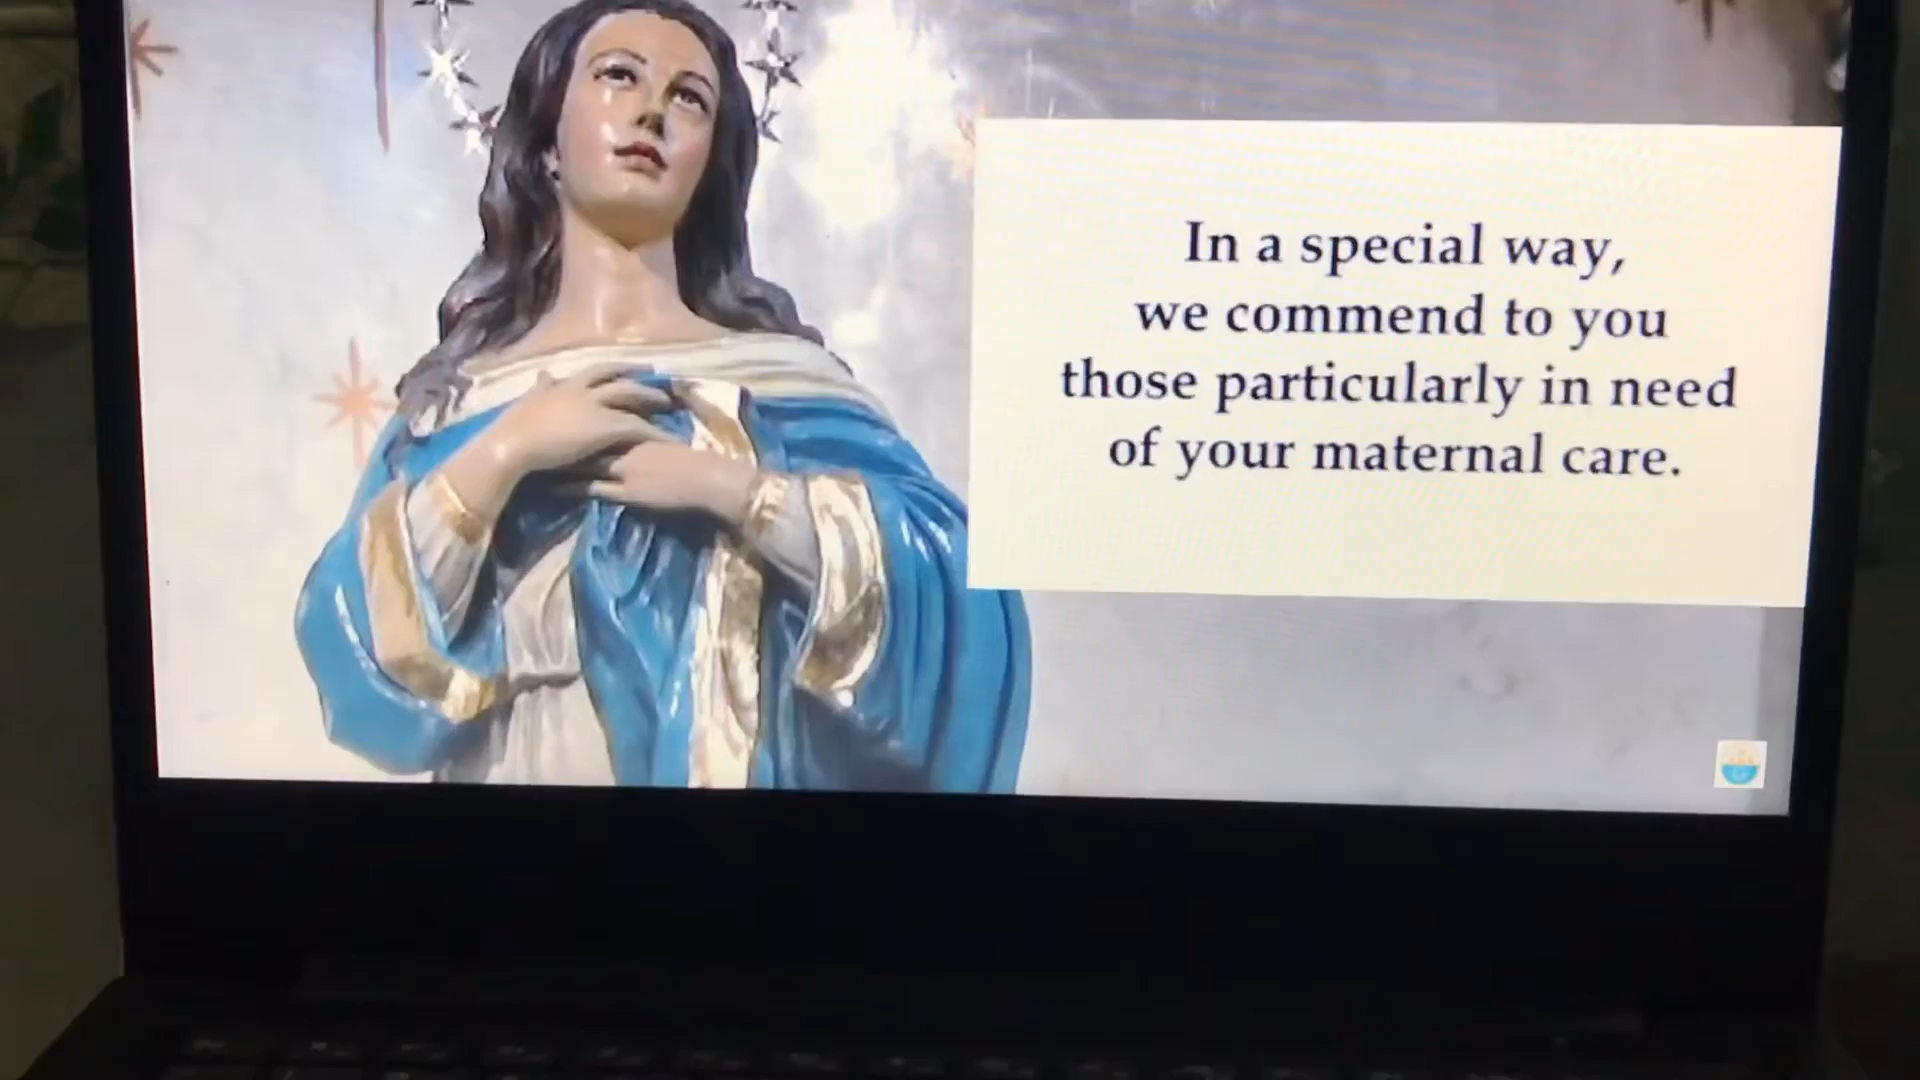 In a special way,
we commend to you
those particularly in need
of your maternal care.